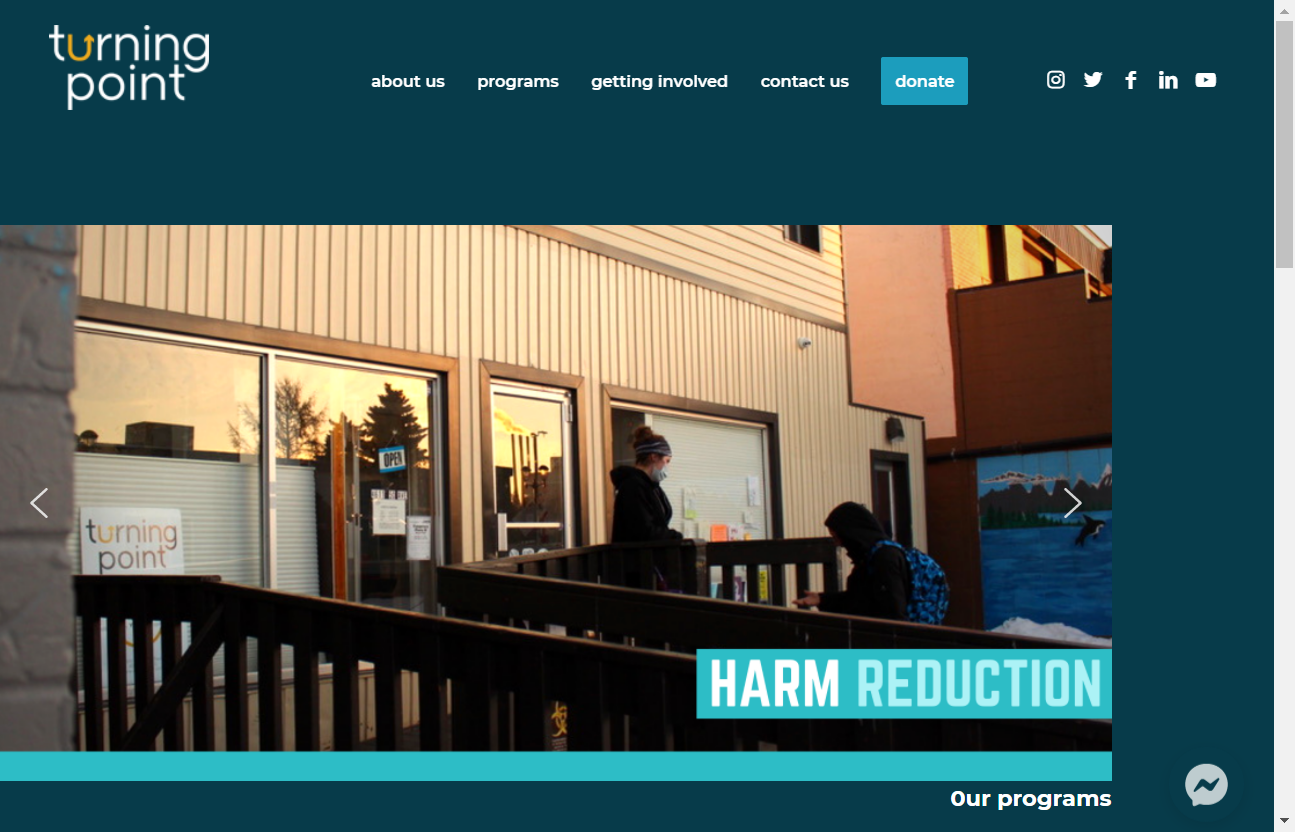 turning
point
about us
programs
getting involved
contact us
donate
OPEN
turning
point
HARM REDUCTION
Our programs